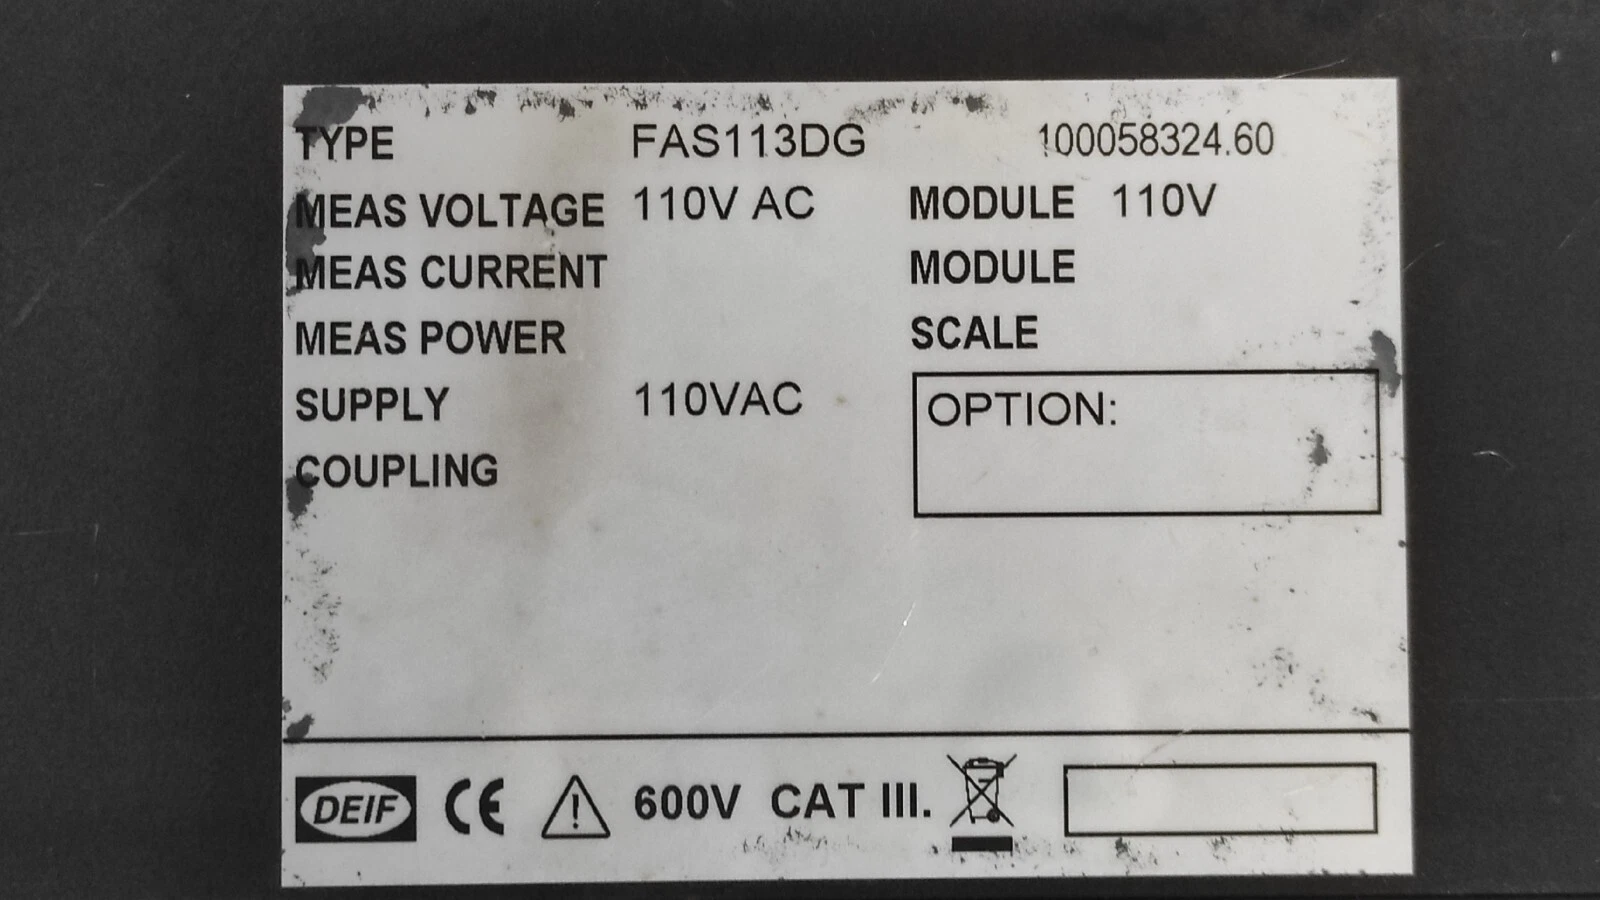 TYPE FAS113DG 100058324.60
MEAS VOLTAGE 110V AC MODULE 110V
MEAS CURRENT MODULE
MEAS POWER SCALE
SUPPLY 110VAC OPTION:
COUPLING
DEIF CE 600V CAT III.